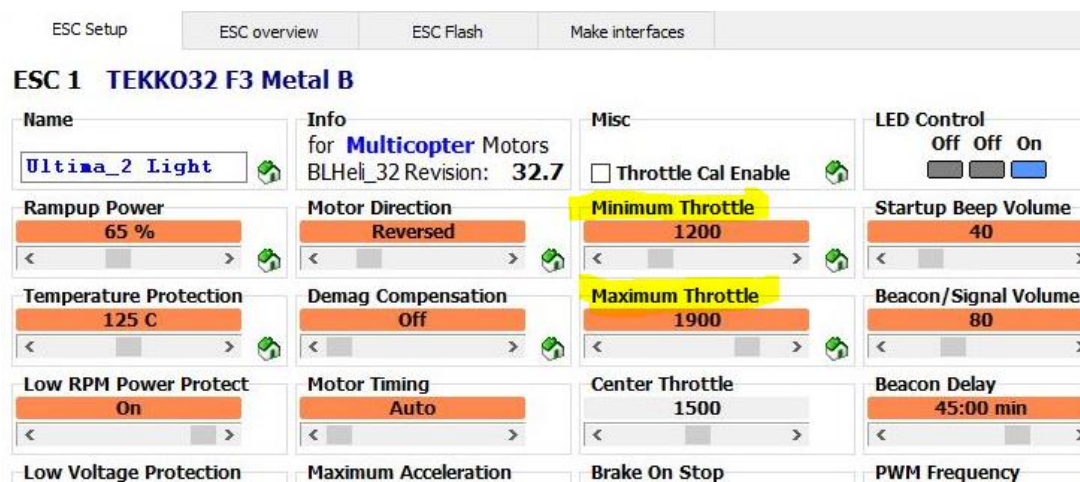 ESC Setup ESC overview ESC Flash Make interfaces
ESC 1 TEKKO32 F3 Metal B
Name Info Misc LED Control
for Multicopter Motors Off Off On
Ultima_2 Light BLHeli_32 Revision: 32.7 Throttle Cal Enable
Rampup Power Motor Direction Minimum Throttle Startup Beep Volume
65 % Reversed 1200 40
Temperature Protection Demag Compensation Maximum Throttle Beacon/Signal Volume
125 C Off 1900 80
Low RPM Power Protect Motor Timing Center Throttle Beacon Delay
On Auto 1500 45:00 min
Low Voltage Protection Maximum Acceleration Brake On Stop PWM Frequency